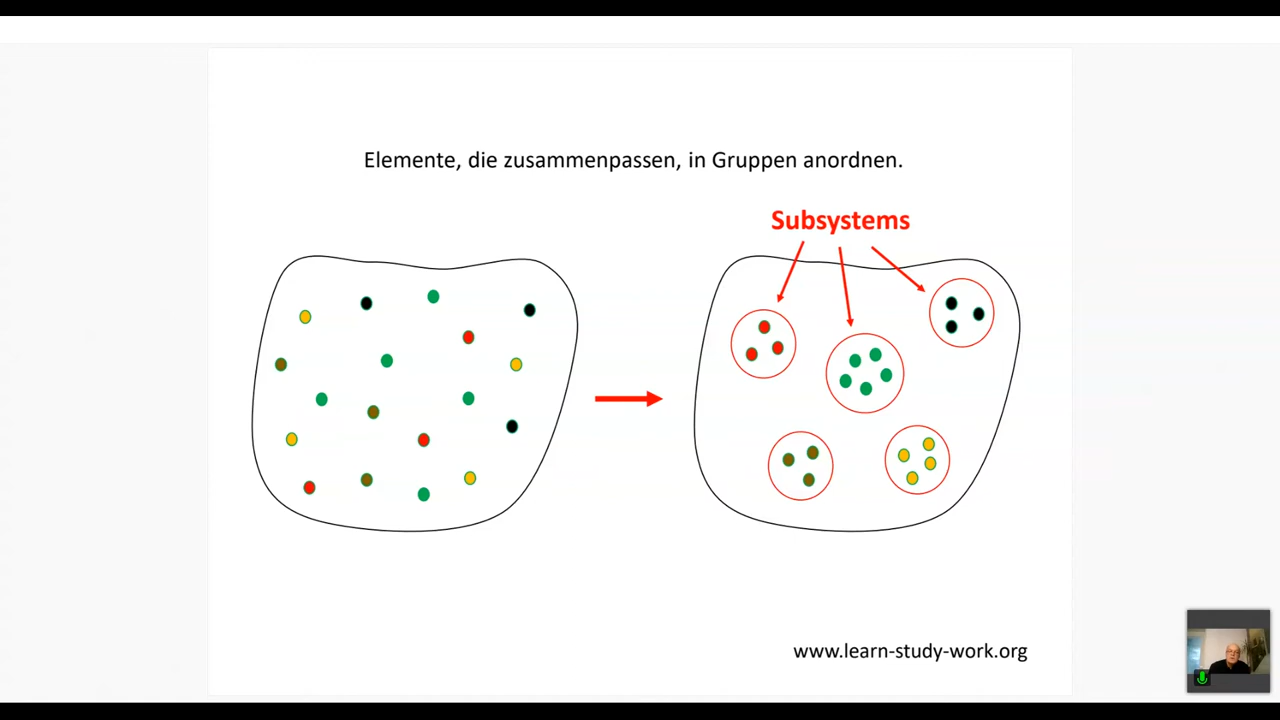 Elemente, die zusammenpassen, in Gruppen anordnen.
Subsystems
www.learn-study-work.org